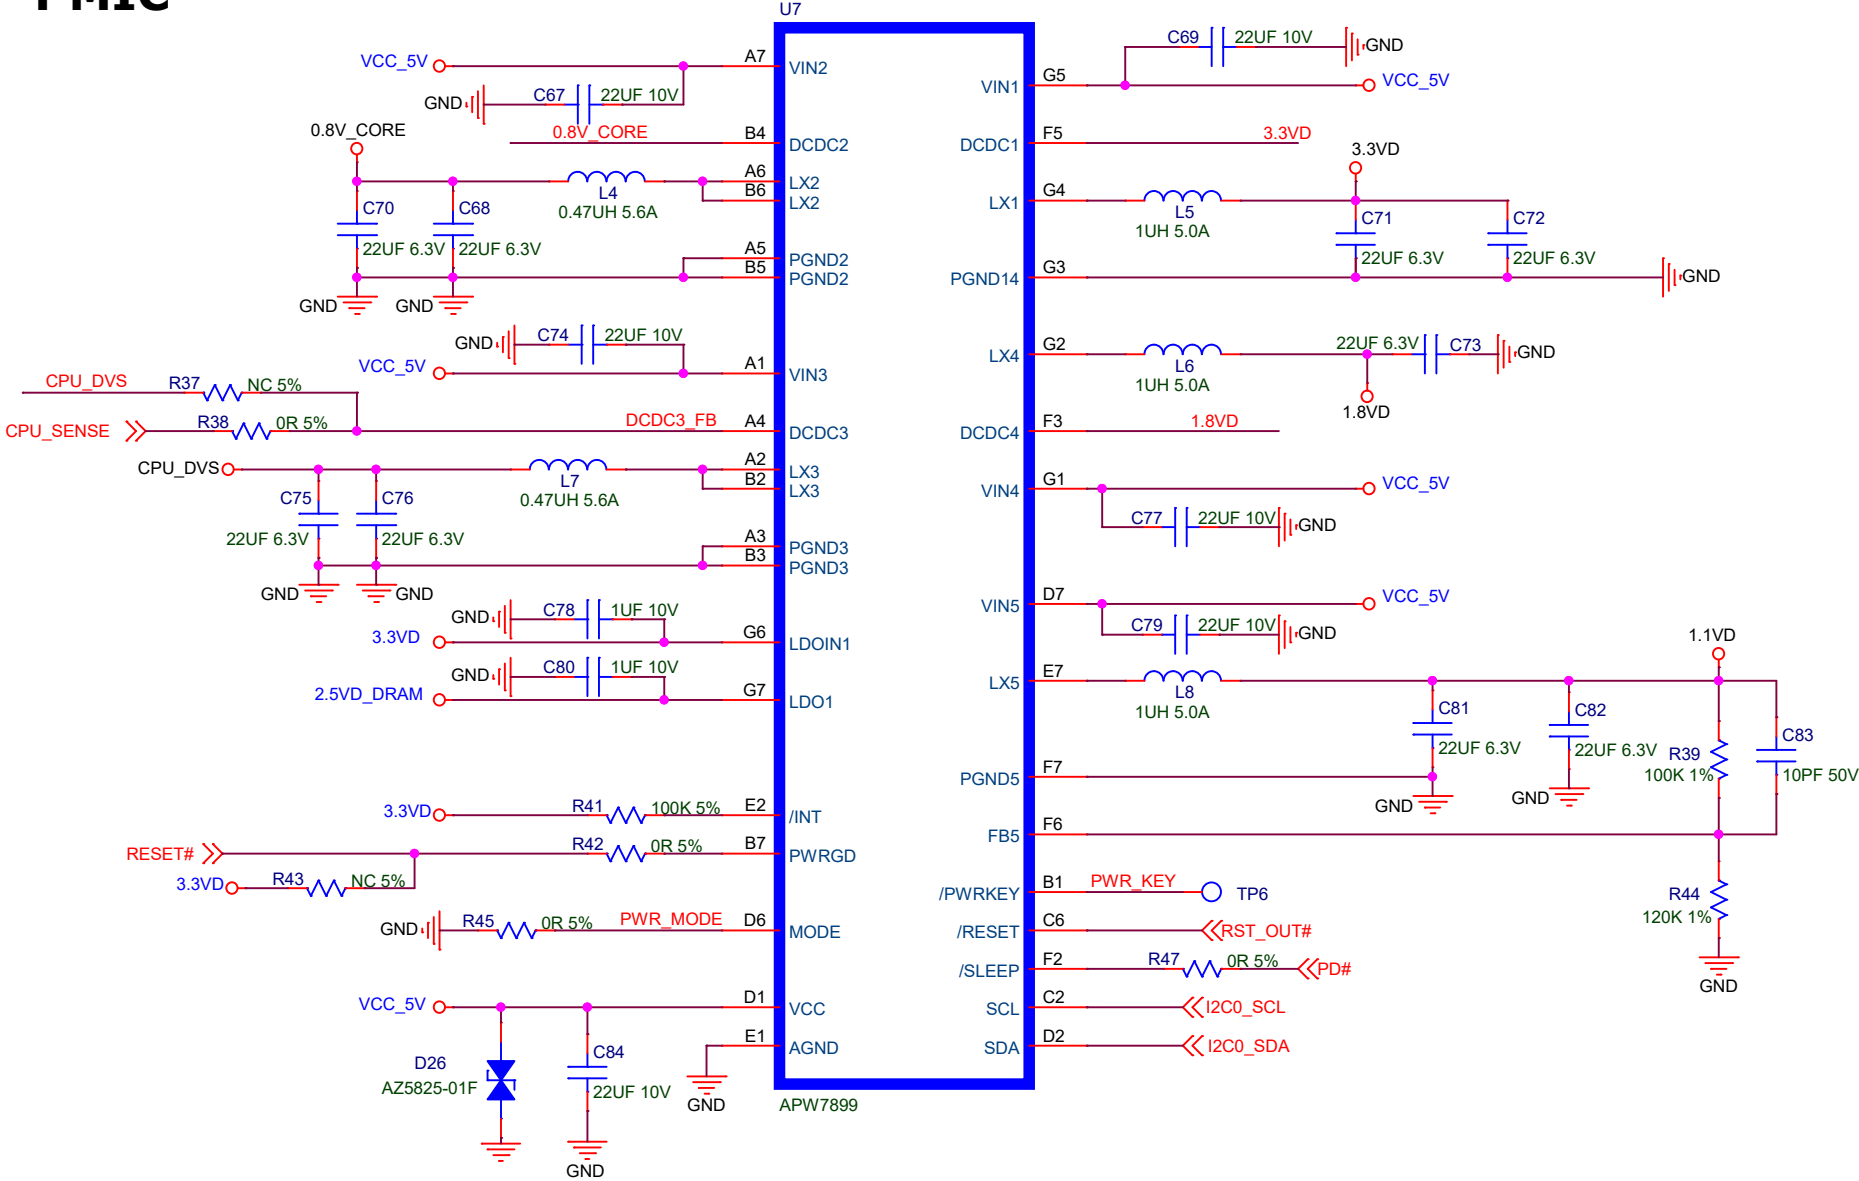 PMIC
U7
VCC_5V
A7
VIN2
GND
C67
22UF 10V
0.8V_CORE
0.8V_CORE
B4
DCDC2
A6
LX2
B6
LX2
L4
0.47UH 5.6A
C70
22UF 6.3V
C68
22UF 6.3V
A5
PGND2
B5
PGND2
GND
GND
GND
C74
22UF 10V
VCC_5V
A1
VIN3
CPU_DVS
R37
NC 5%
CPU_SENSE
R38
0R 5%
DCDC3_FB
A4
DCDC3
CPU_DVS
A2
LX3
B2
LX3
L7
0.47UH 5.6A
C75
22UF 6.3V
C76
22UF 6.3V
A3
PGND3
B3
PGND3
GND
GND
GND
C78
1UF 10V
3.3VD
G6
LDOIN1
GND
C80
1UF 10V
2.5VD_DRAM
G7
LDO1
3.3VD
R41
100K 5%
E2
/INT
RESET#
R42
0R 5%
B7
PWRGD
3.3VD
R43
NC 5%
GND
R45
0R 5%
PWR_MODE
D6
MODE
VCC_5V
D1
VCC
E1
AGND
D26
AZ5825-01F
C84
22UF 10V
GND
GND
APW7899
C69
22UF 10V
GND
VIN1
G5
VCC_5V
DCDC1
F5
3.3VD
3.3VD
LX1
G4
L5
1UH 5.0A
C71
22UF 6.3V
C72
22UF 6.3V
PGND14
G3
GND
LX4
G2
L6
1UH 5.0A
22UF 6.3V
C73
GND
1.8VD
DCDC4
F3
1.8VD
VIN4
G1
VCC_5V
C77
22UF 10V
GND
VIN5
D7
VCC_5V
C79
22UF 10V
GND
1.1VD
LX5
E7
L8
1UH 5.0A
C81
22UF 6.3V
C82
22UF 6.3V
R39
100K 1%
C83
10PF 50V
PGND5
F7
GND
GND
FB5
F6
/PWRKEY
B1
PWR_KEY
TP6
R44
120K 1%
GND
/RESET
C6
RST_OUT#
/SLEEP
F2
R47
0R 5%
PD#
SCL
C2
I2C0_SCL
SDA
D2
I2C0_SDA